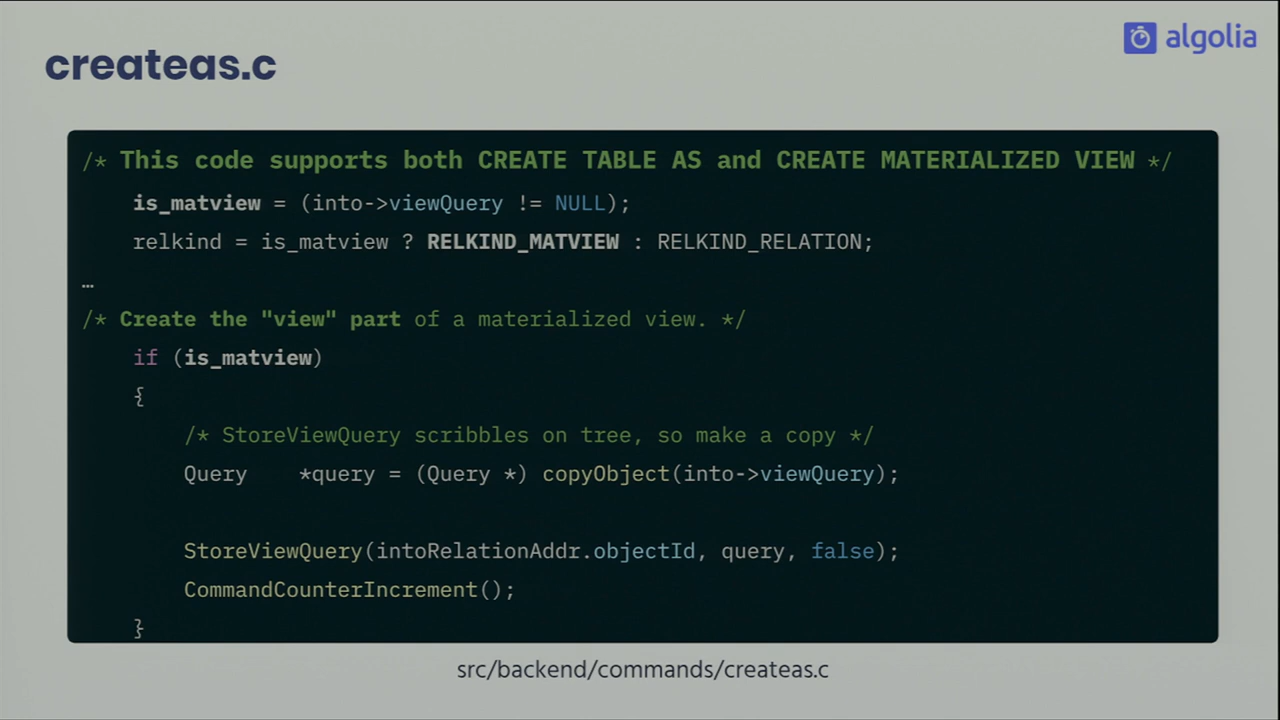 createas.c
algolia
/* This code supports both CREATE TABLE AS and CREATE MATERIALIZED VIEW */
is_matview = (into->viewQuery != NULL);
relkind = is_matview ? RELKIND_MATVIEW : RELKIND_RELATION;
…
/* Create the "view" part of a materialized view. */
if (is_matview)
{
/* StoreViewQuery scribbles on tree, so make a copy */
Query *query = (Query *) copyObject(into->viewQuery);
StoreViewQuery(intoRelationAddr.objectId, query, false);
CommandCounterIncrement();
}
src/backend/commands/createas.c